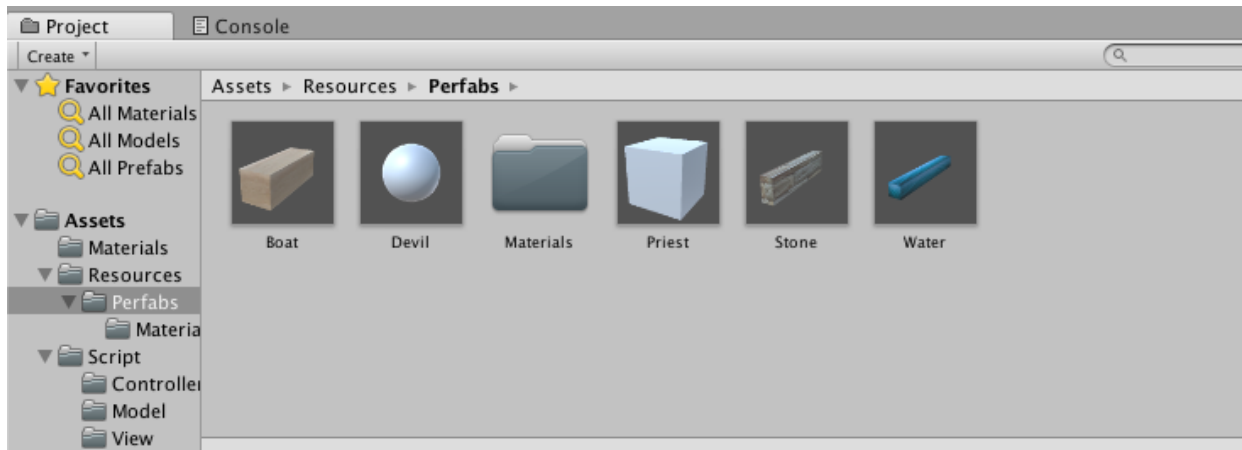 Project
Console
Create
Favorites
All Materials
All Models
All Prefabs
Assets
Materials
Resources
Perfabs
Materia
Script
Controller
Model
View
Assets Resources Perfabs
Boat Devil Materials Priest Stone Water